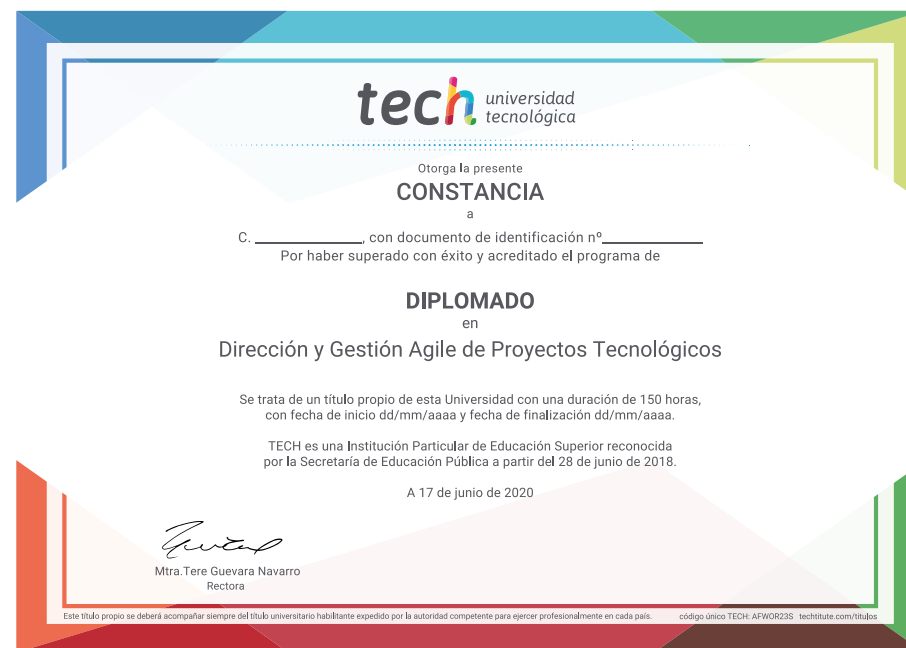 tech universidad
tecnológica
Otorga la presente
CONSTANCIA
a
C. ____________, con documento de identificación nº____________
Por haber superado con éxito y acreditado el programa de
DIPLOMADO
en
Dirección y Gestión Agile de Proyectos Tecnológicos
Se trata de un título propio de esta Universidad con una duración de 150 horas,
con fecha de inicio dd/mm/aaaa y fecha de finalización dd/mm/aaaa.
TECH es una Institución Particular de Educación Superior reconocida
por la Secretaría de Educación Pública a partir del 28 de junio de 2018.
A 17 de junio de 2020
Mtra.Tere Guevara Navarro
Rectora
Este título propio se deberá acompañar siempre del título universitario habilitante expedido por la autoridad competente para ejercer profesionalmente en cada país. código único TECH: AFWOR23S techtitute.com/títulos